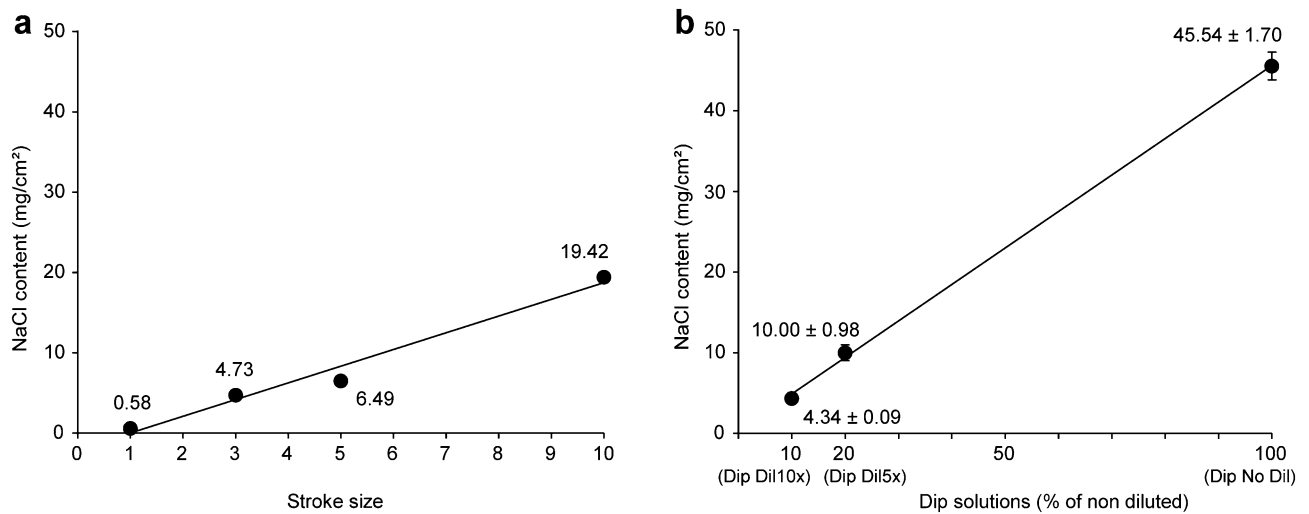 a
50
40
30
20
10
0
NaCl content (mg/cm²)
0.58
4.73
6.49
19.42
0 1 2 3 4 5 6 7 8 9 10
Stroke size
b
50
40
30
20
10
0
NaCl content (mg/cm²)
45.54 ± 1.70
10.00 ± 0.98
4.34 ± 0.09
10 20 50 100
(Dip Dil10x) (Dip Dil5x) (Dip No Dil)
Dip solutions (% of non diluted)